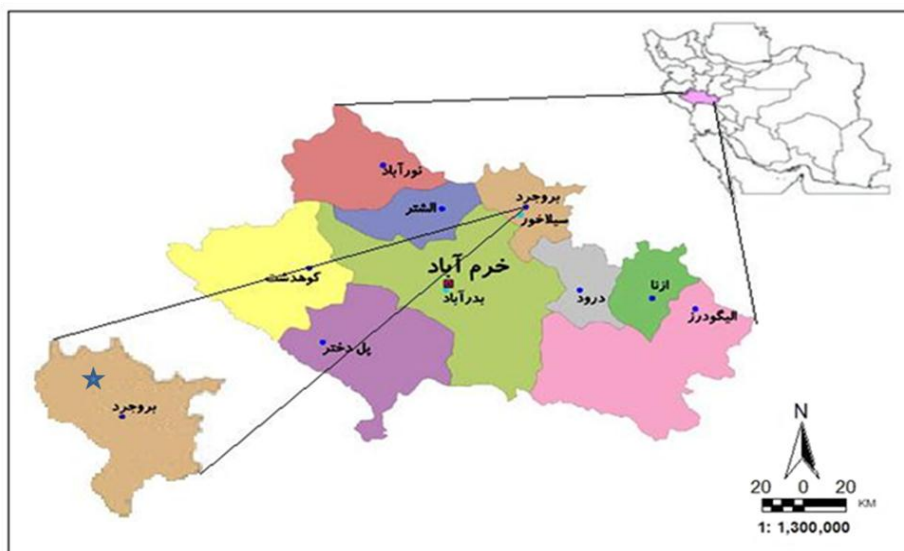 نورآبلا
الشتر
بروجرد
سیلاخور
کوهدشت
خرم آباد
بدرآباد
درود
ازنا
الیگودرز
پل دختر
بروجرد
N
20 0 20
KM
1: 1,300,000